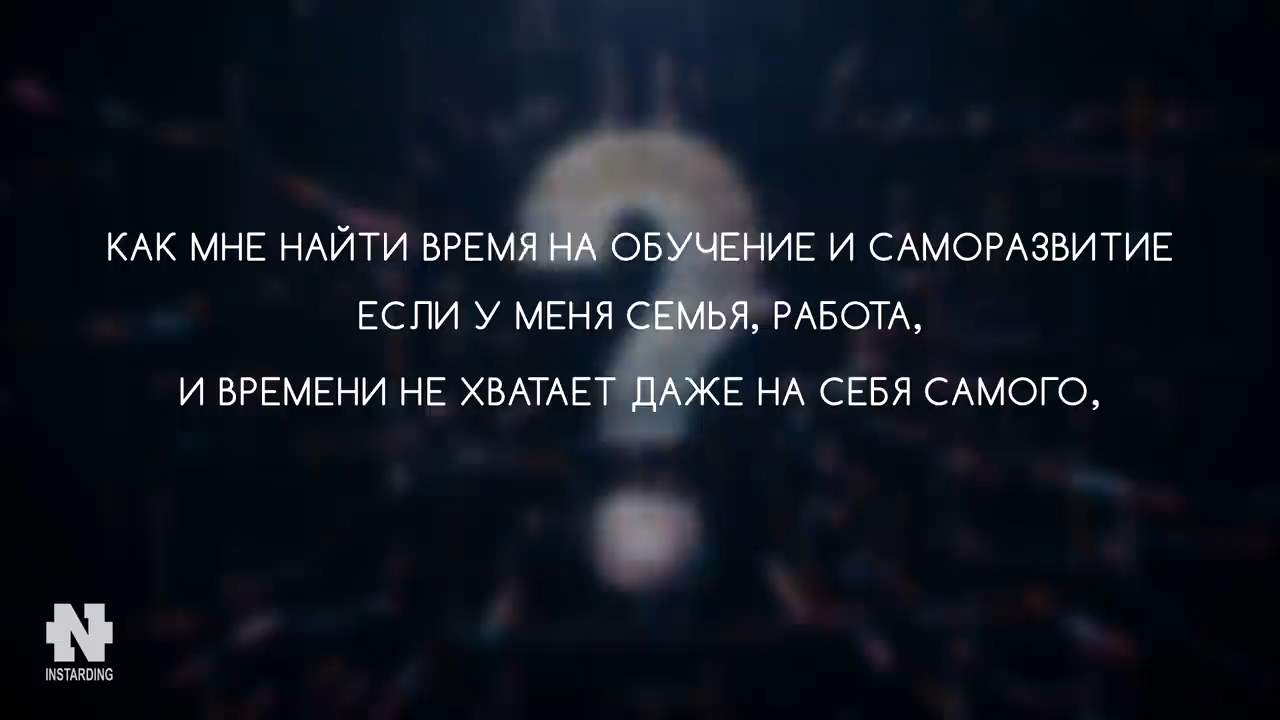 КАК МНЕ НАЙТИ ВРЕМЯ НА ОБУЧЕНИЕ И САМОРАЗВИТИЕ
ЕСЛИ У МЕНЯ СЕМЬЯ, РАБОТА,
И ВРЕМЕНИ НЕ ХВАТАЕТ ДАЖЕ НА СЕБЯ САМОГО,
N
INSTARDING